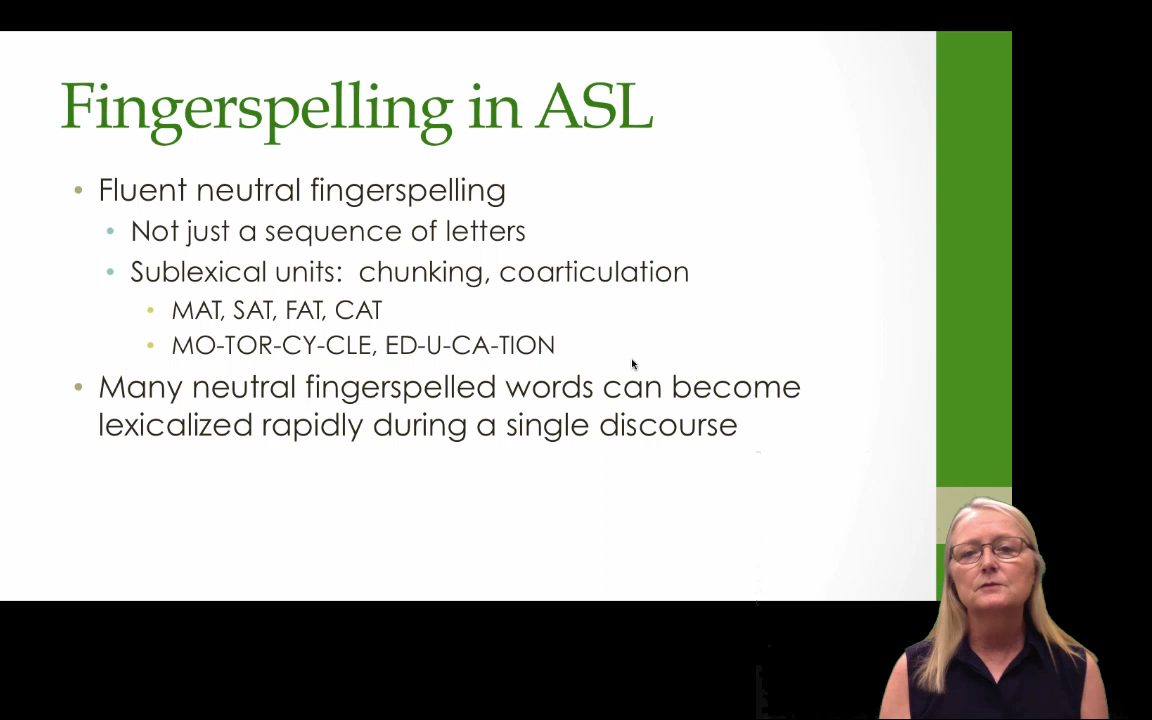 Fingerspelling in ASL
• Fluent neutral fingerspelling
• Not just a sequence of letters
• Sublexical units: chunking, coarticulation
• MAT, SAT, FAT, CAT
• MO-TOR-CY-CLE, ED-U-CA-TION
• Many neutral fingerspelled words can become
lexicalized rapidly during a single discourse